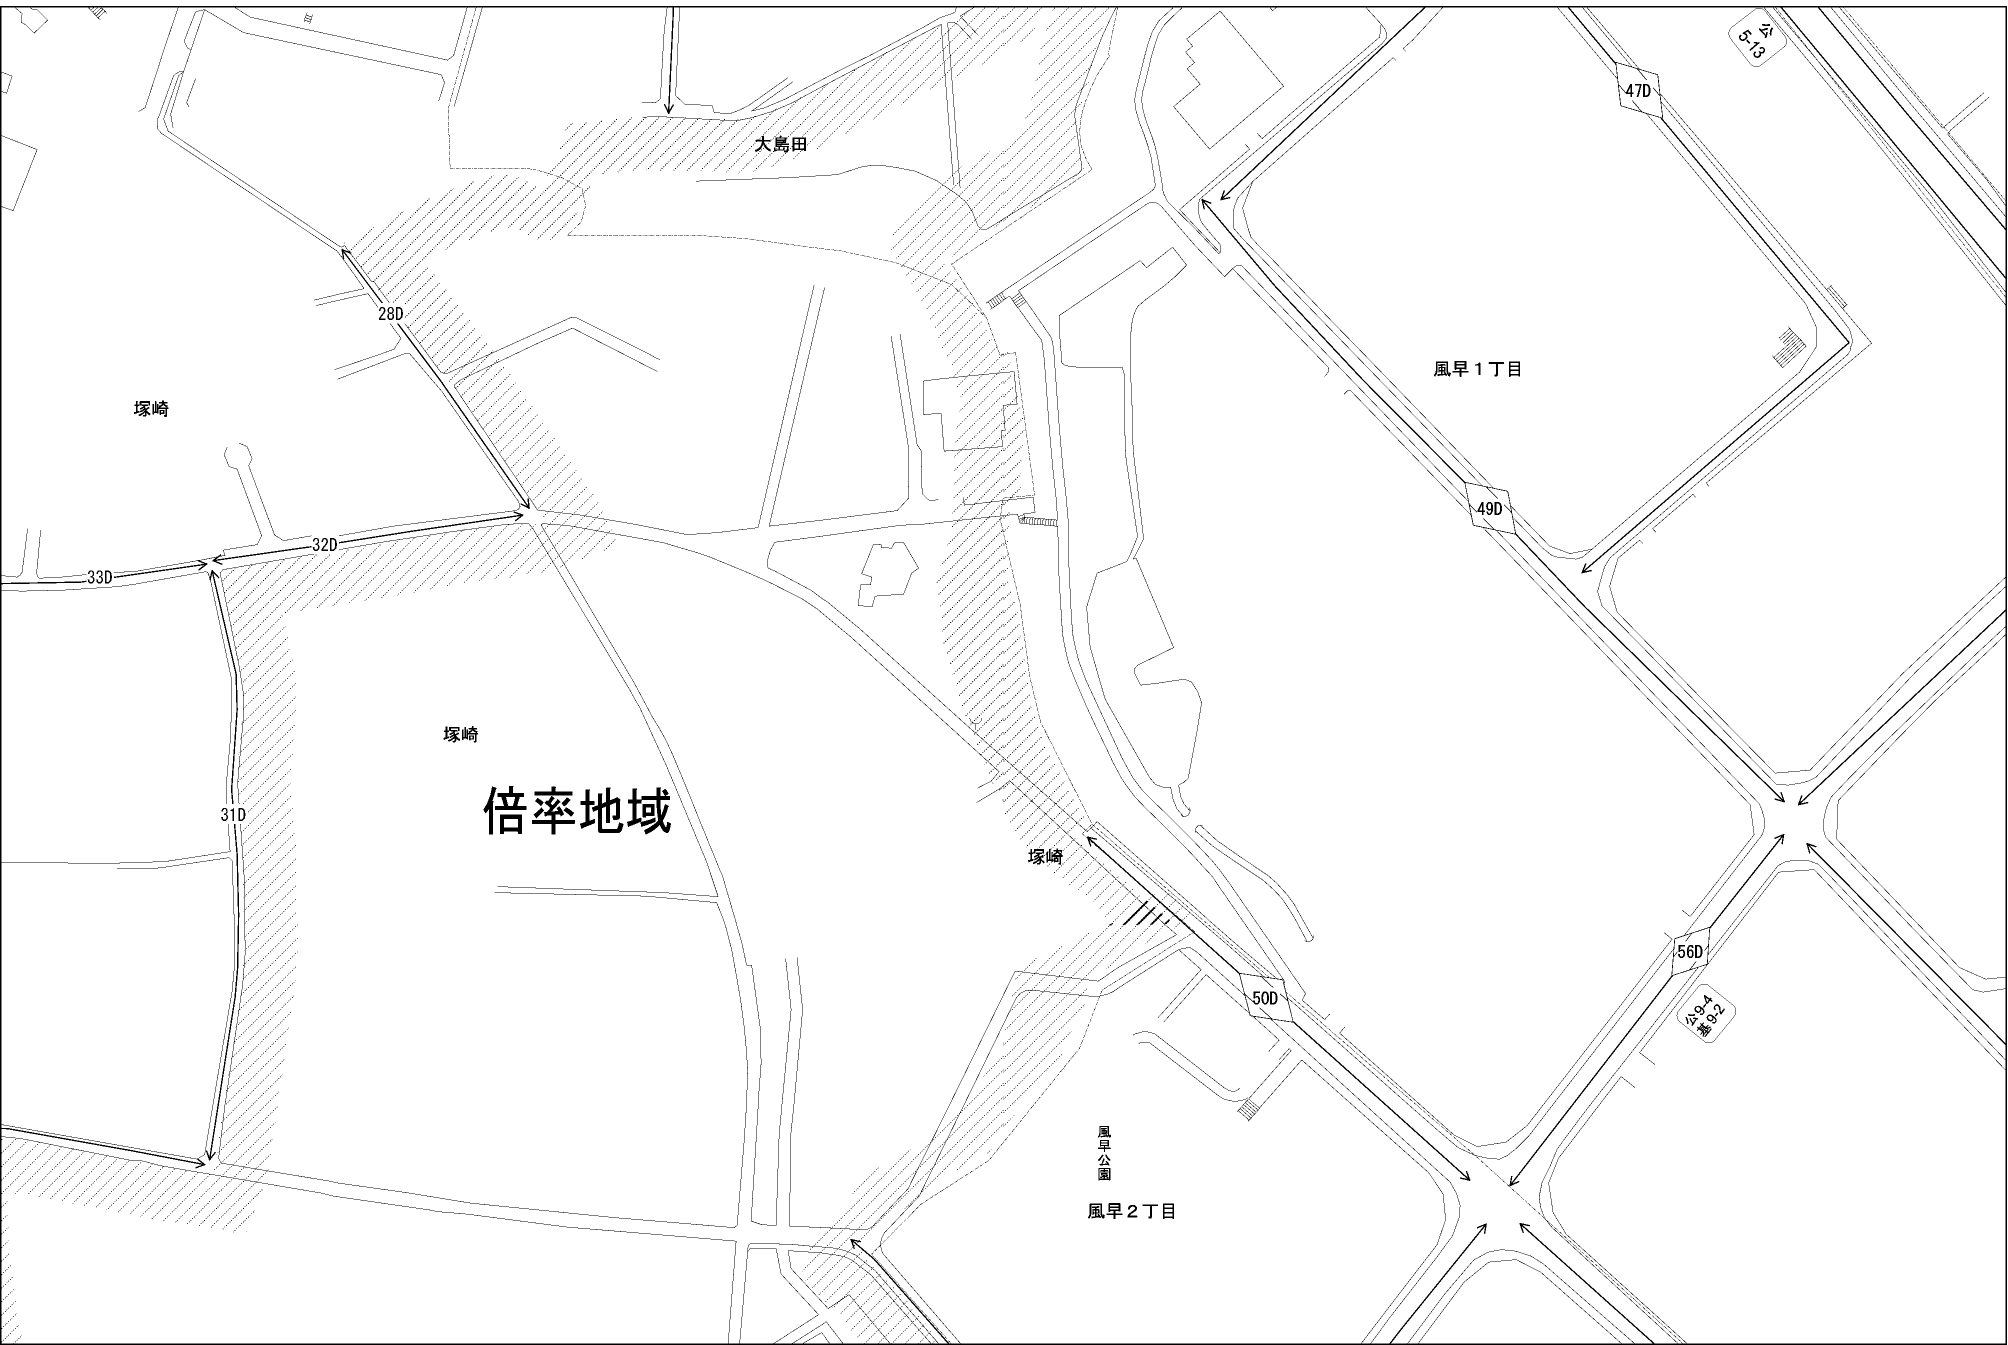 公
5-13
47D
大島田
28D
風早1丁目
塚崎
49D
32D
33D
塚崎
倍率地域
31D
塚崎
56D
50D
公9-4
基9-2
風早公園
風早2丁目